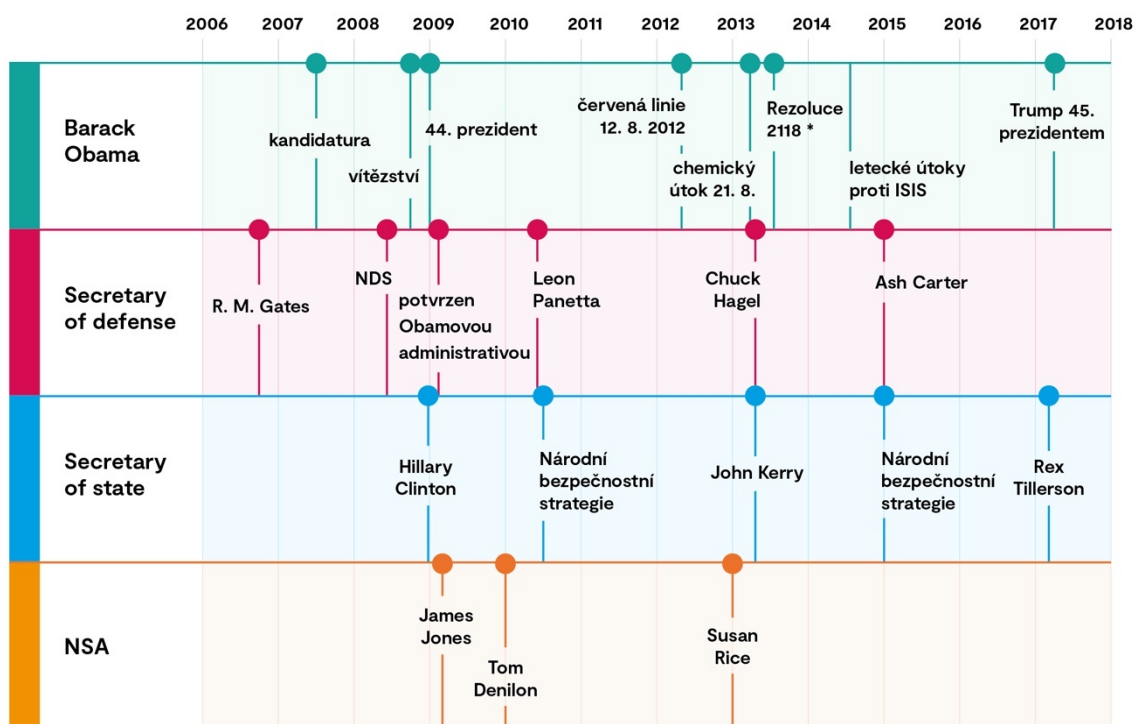 2006 2007 2008 2009 2010 2011 2012 2013 2014 2015 2016 2017 2018
Barack
Obama
kandidatura
vítězství
44. prezident
červená linie
12. 8. 2012
chemický
útok 21. 8.
Rezoluce
2118 *
letecké útoky
proti ISIS
Trump 45.
prezidentem
Secretary
of defense
R. M. Gates
NDS
potvrzen
Obamovou
administrativou
Leon
Panetta
Chuck
Hagel
Ash Carter
Secretary
of state
Hillary
Clinton
Národní
bezpečnostní
strategie
John Kerry
Národní
bezpečnostní
strategie
Rex
Tillerson
NSA
James
Jones
Tom
Denilon
Susan
Rice